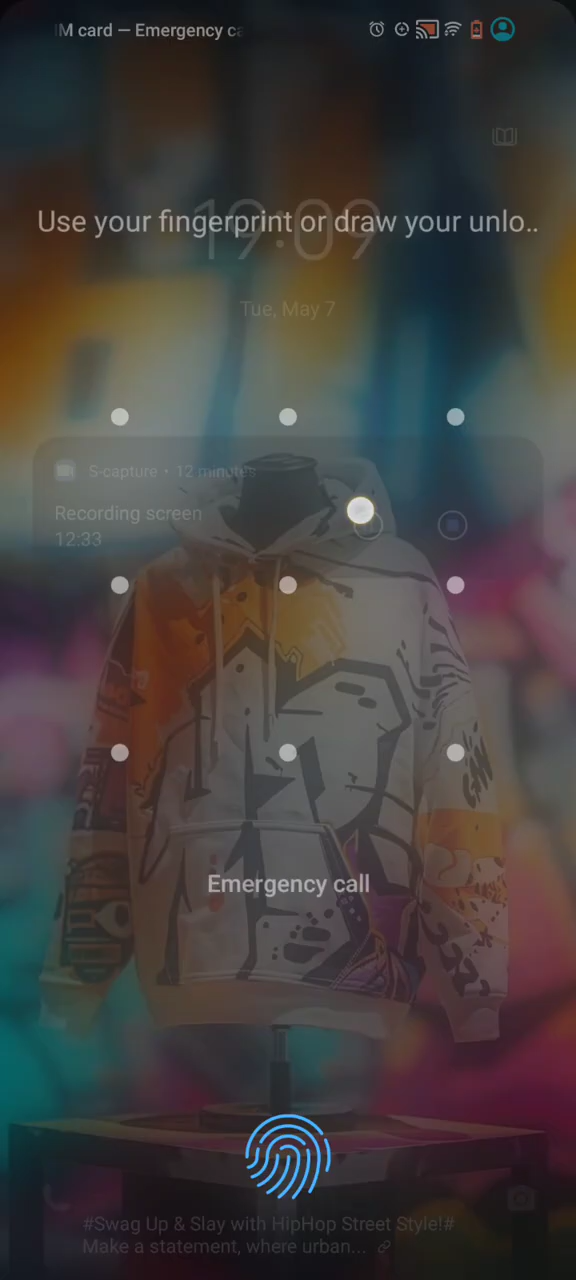 IM card — Emergency ca
Use your fingerprint or draw your unlo..
19:09
Tue, May 7
S-capture • 12 minutes
Recording screen
12:33
Emergency call
#Swag Up & Slay with HipHop Street Style!#
Make a statement, where urban...